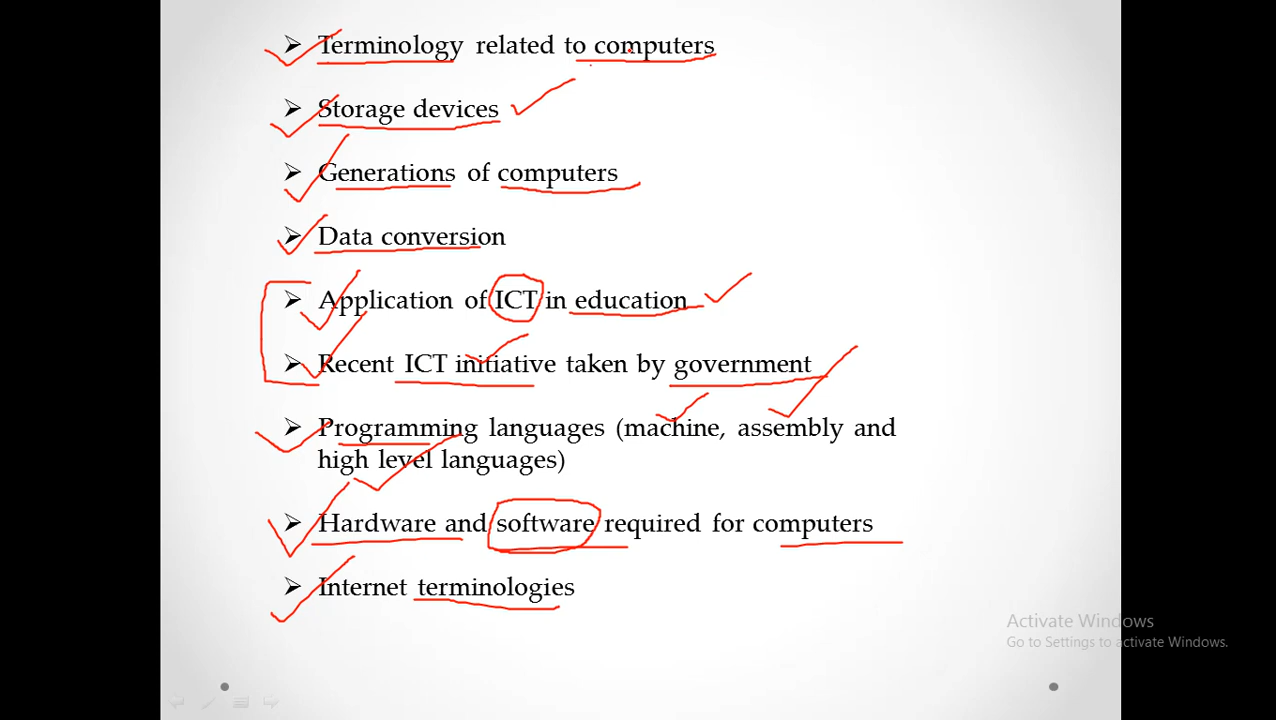 ➢ Terminology related to computers
➢ Storage devices
➢ Generations of computers
➢ Data conversion
➢ Application of ICT in education
➢ Recent ICT initiative taken by government
➢ Programming languages (machine, assembly and
high level languages)
➢ Hardware and software required for computers
➢ Internet terminologies
Activate Windows
Go to Settings to activate Windows.